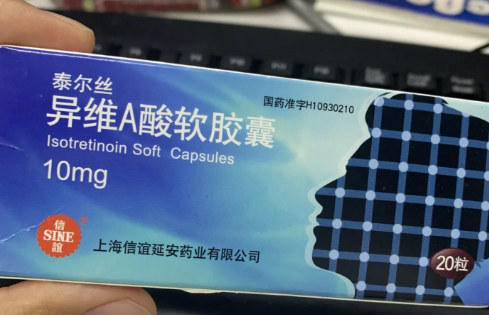 泰尔丝
国药准字H10930210
异维A酸软胶囊
Isotretinoin Soft Capsules
10mg
信
SINE
谊
上海信谊延安药业有限公司
20粒